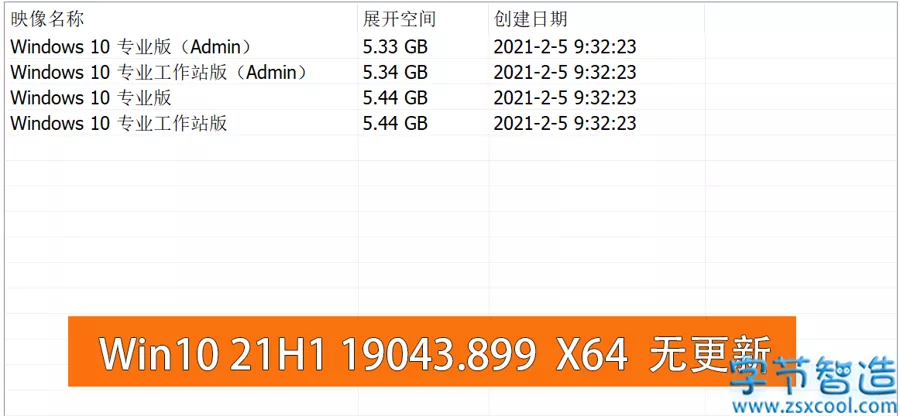 映像名称 展开空间 创建日期
Windows 10 专业版（Admin） 5.33 GB 2021-2-5 9:32:23
Windows 10 专业工作站版（Admin） 5.34 GB 2021-2-5 9:32:23
Windows 10 专业版 5.44 GB 2021-2-5 9:32:23
Windows 10 专业工作站版 5.44 GB 2021-2-5 9:32:23
Win10 21H1 19043.899 X64 无更新
字节智造
www.zsxcool.com